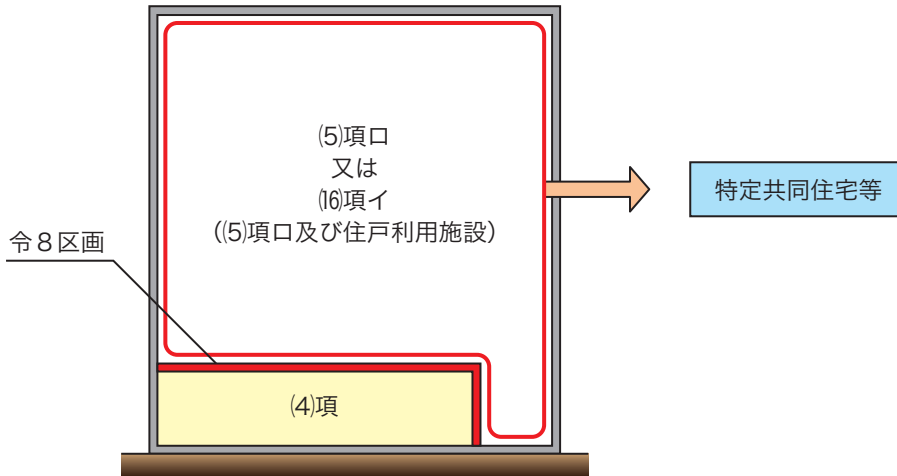 ⑸項ロ
又は
⒃項イ
（⑸項ロ及び住戸利用施設）
特定共同住宅等
令８区画
⑷項